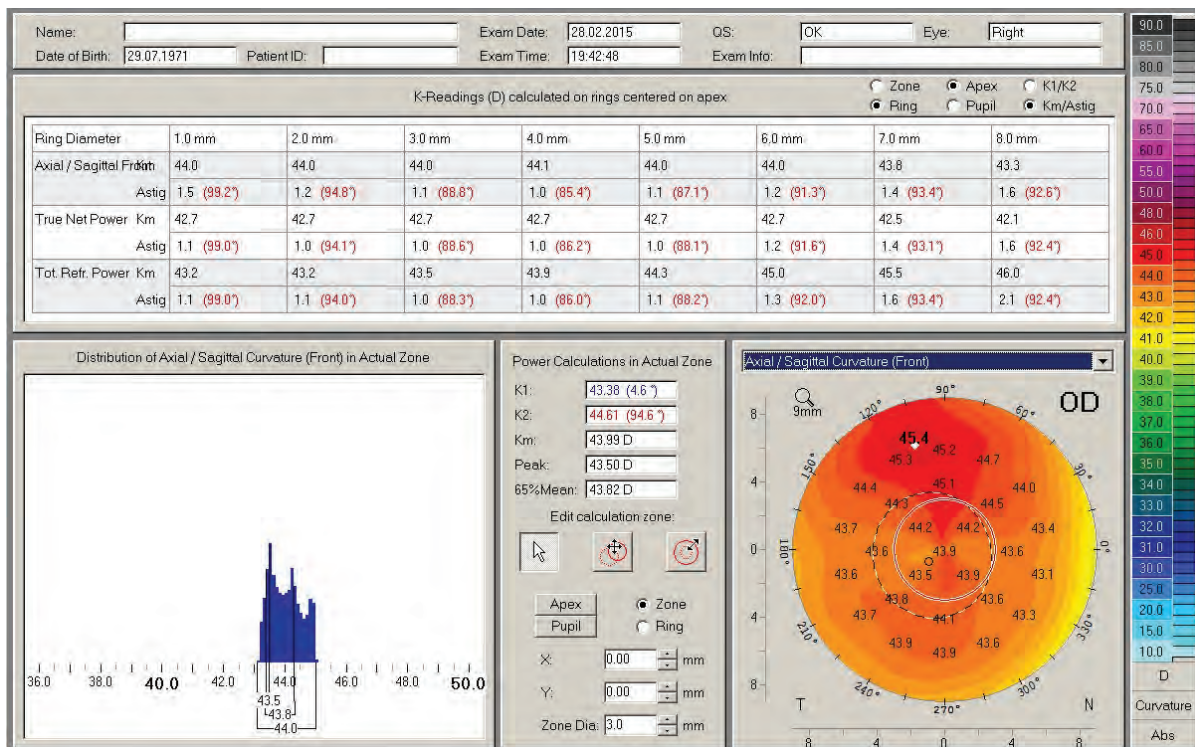 Name: Exam Date: 28.02.2015 QS: OK Eye: Right
Date of Birth: 29.07.1971 Patient ID: Exam Time: 19:42:48 Exam Info:
K-Readings (D) calculated on rings centered on apex
Zone Apex K1/K2
Ring Pupil Km/Astig
Ring Diameter 1.0 mm 2.0 mm 3.0 mm 4.0 mm 5.0 mm 6.0 mm 7.0 mm 8.0 mm
Axial / Sagittal Front 44.0 44.0 44.0 44.1 44.0 44.0 43.8 43.3
Astig 1.5 (99.2°) 1.2 (94.8°) 1.1 (88.8°) 1.0 (85.4°) 1.1 (87.1°) 1.2 (91.3°) 1.4 (93.4°) 1.6 (92.6°)
True Net Power Km 42.7 42.7 42.7 42.7 42.7 42.7 42.5 42.1
Astig 1.1 (99.0°) 1.0 (94.1°) 1.0 (88.6°) 1.0 (86.2°) 1.0 (88.1°) 1.2 (91.6°) 1.4 (93.1°) 1.6 (92.4°)
Tot. Refr. Power Km 43.2 43.2 43.5 43.9 44.3 45.0 45.5 46.0
Astig 1.1 (99.0°) 1.1 (94.0°) 1.0 (88.3°) 1.0 (86.0°) 1.1 (88.2°) 1.3 (92.0°) 1.6 (93.4°) 2.1 (92.4°)
Distribution of Axial / Sagittal Curvature (Front) in Actual Zone
36.0 38.0 40.0 42.0 44.0 46.0 48.0 50.0
43.5
43.8
44.0
Power Calculations in Actual Zone
K1: 43.38 (4.6 °)
K2: 44.61 (94.6 °)
Km: 43.99 D
Peak: 43.50 D
65%Mean: 43.82 D
Edit calculation zone:
Apex Zone
Pupil Ring
X: 0.00 mm
Y: 0.00 mm
Zone Dia: 3.0 mm
Axial / Sagittal Curvature (Front)
9mm
OD
90°
120° 60°
150° 30°
180° 0°
210° 330°
240° 300°
270°
8
4
0
4
8
45.4
45.3 45.2 44.7
44.4 45.1 44.0
44.3 44.5
43.7 44.2 44.2 43.4
43.6 43.9 43.6
43.6 43.5 43.9 43.1
43.8 43.6
43.7 44.1 43.3
43.9 43.9 43.6
T N
8 4 0 4 8
90.0
85.0
80.0
75.0
70.0
65.0
60.0
55.0
50.0
48.0
46.0
45.0
44.0
43.0
42.0
41.0
40.0
39.0
38.0
37.0
36.0
35.0
34.0
33.0
32.0
31.0
30.0
25.0
20.0
15.0
10.0
D
Curvature
Abs